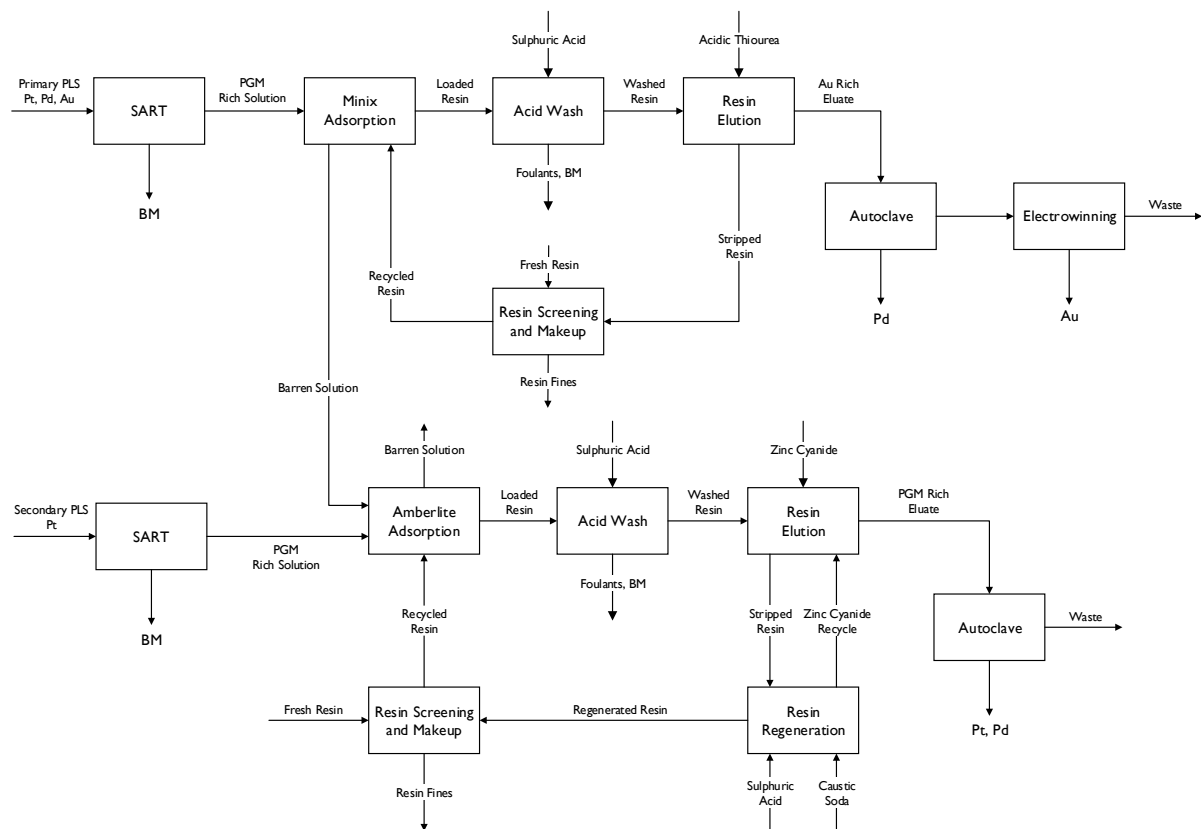 Sulphuric Acid
Acidic Thiourea
Primary PLS
Pt, Pd, Au
SART
PGM
Rich Solution
Minix
Adsorption
Loaded
Resin
Acid Wash
Washed
Resin
Resin
Elution
Au Rich
Eluate
BM
Foulants, BM
Autoclave
Electrowinning
Waste
Recycled
Resin
Fresh Resin
Stripped
Resin
Resin Screening
and Makeup
Pd
Au
Barren Solution
Resin Fines
Barren Solution
Sulphuric Acid
Zinc Cyanide
Secondary PLS
Pt
SART
PGM
Rich Solution
Amberlite
Adsorption
Loaded
Resin
Acid Wash
Washed
Resin
Resin
Elution
PGM Rich
Eluate
BM
Foulants, BM
Recycled
Resin
Stripped
Resin
Zinc Cyanide
Recycle
Autoclave
Waste
Fresh Resin
Resin Screening
and Makeup
Regenerated Resin
Resin
Regeneration
Pt, Pd
Resin Fines
Sulphuric
Acid
Caustic
Soda